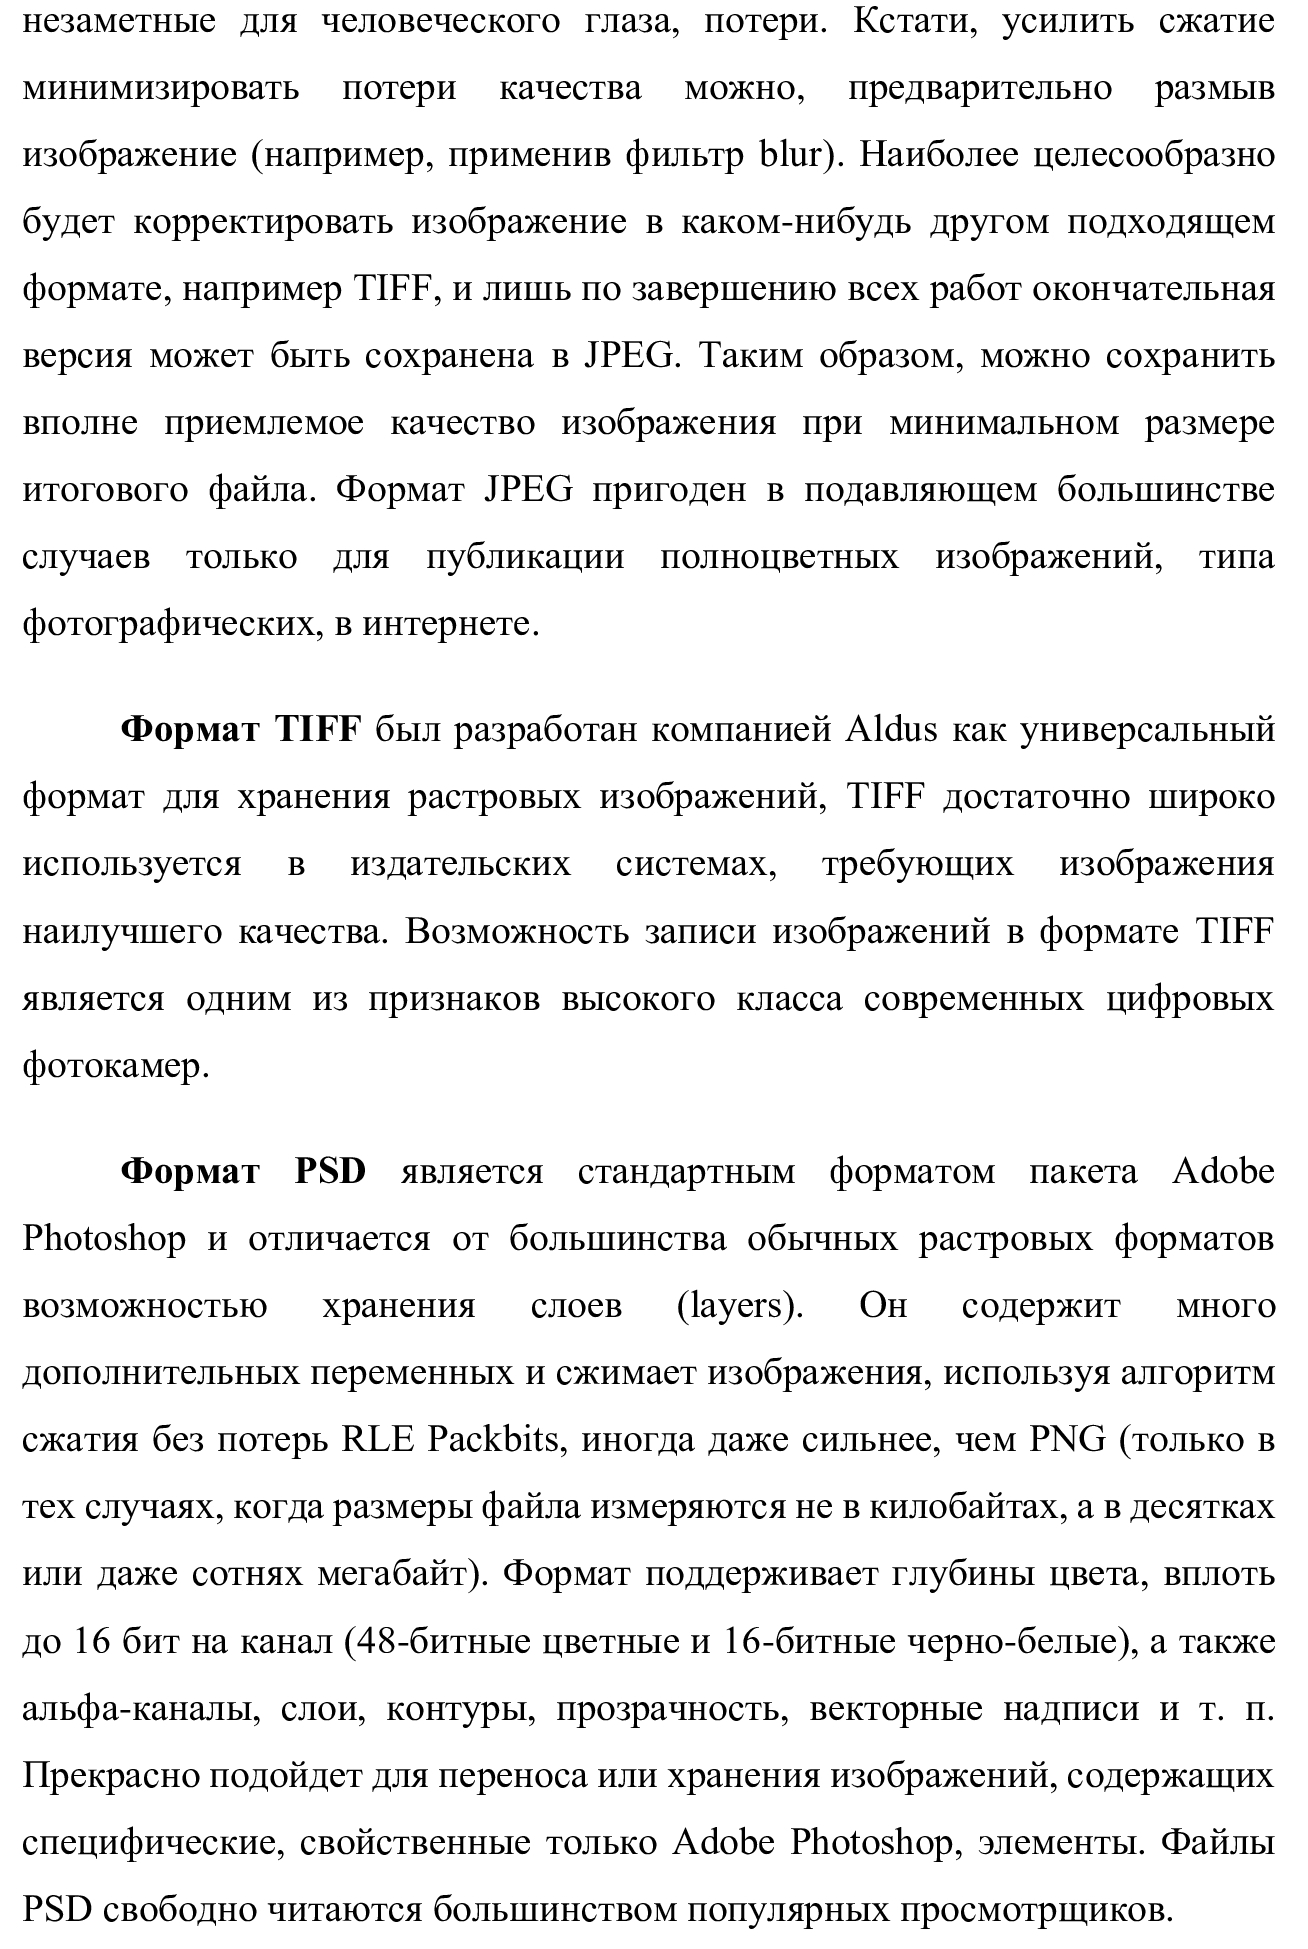 незаметные для человеческого глаза, потери. Кстати, усилить сжатие
минимизировать потери качества можно, предварительно размыв
изображение (например, применив фильтр blur). Наиболее целесообразно
будет корректировать изображение в каком-нибудь другом подходящем
формате, например TIFF, и лишь по завершению всех работ окончательная
версия может быть сохранена в JPEG. Таким образом, можно сохранить
вполне приемлемое качество изображения при минимальном размере
итогового файла. Формат JPEG пригоден в подавляющем большинстве
случаев только для публикации полноцветных изображений, типа
фотографических, в интернете.
Формат TIFF был разработан компанией Aldus как универсальный
формат для хранения растровых изображений, TIFF достаточно широко
используется в издательских системах, требующих изображения
наилучшего качества. Возможность записи изображений в формате TIFF
является одним из признаков высокого класса современных цифровых
фотокамер.
Формат PSD является стандартным форматом пакета Adobe
Photoshop и отличается от большинства обычных растровых форматов
возможностью хранения слоев (layers). Он содержит много
дополнительных переменных и сжимает изображения, используя алгоритм
сжатия без потерь RLE Packbits, иногда даже сильнее, чем PNG (только в
тех случаях, когда размеры файла измеряются не в килобайтах, а в десятках
или даже сотнях мегабайт). Формат поддерживает глубины цвета, вплоть
до 16 бит на канал (48-битные цветные и 16-битные черно-белые), а также
альфа-каналы, слои, контуры, прозрачность, векторные надписи и т. п.
Прекрасно подойдет для переноса или хранения изображений, содержащих
специфические, свойственные только Adobe Photoshop, элементы. Файлы
PSD свободно читаются большинством популярных просмотрщиков.